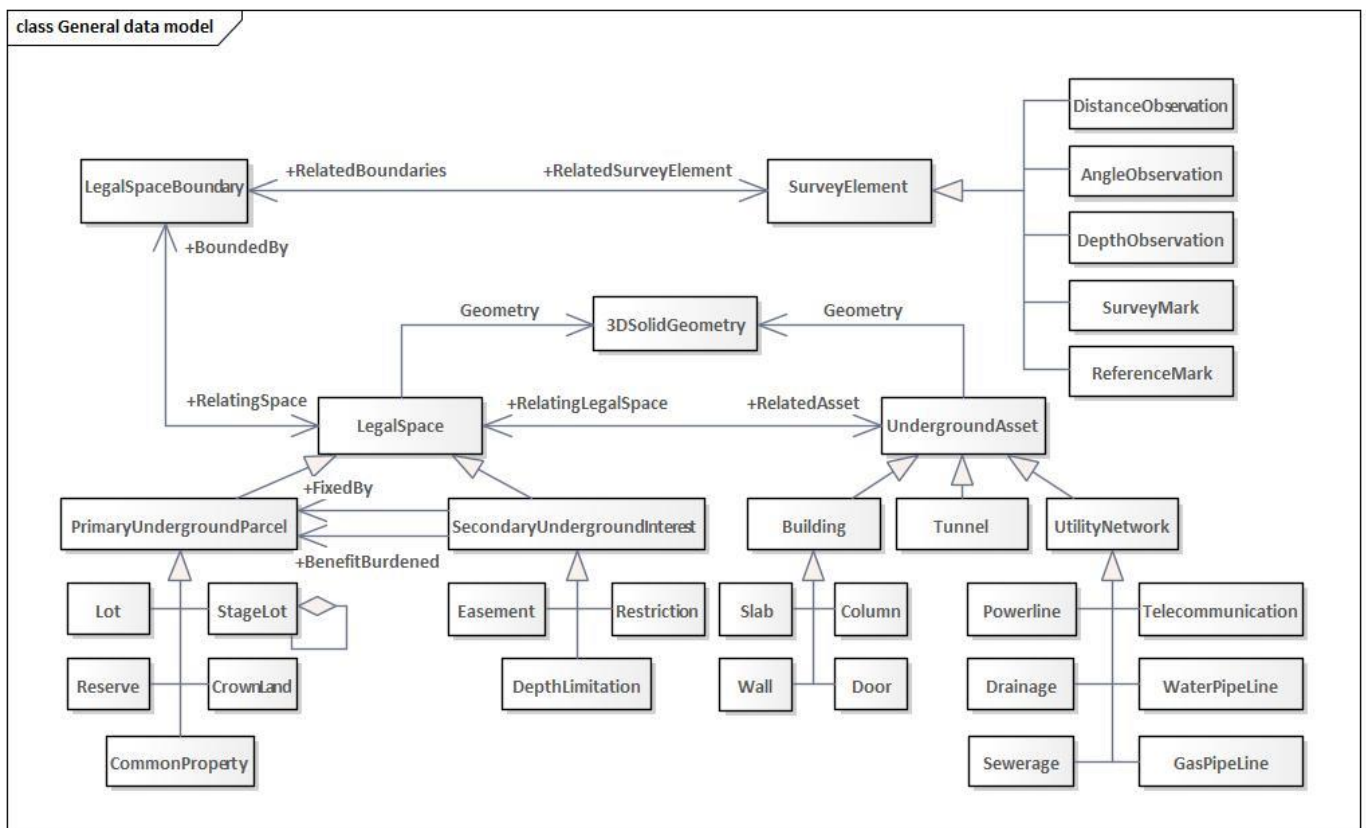 class General data model
DistanceObservation
LegalSpaceBoundary
+RelatedBoundaries
+RelatedSurveyElement
SurveyElement
AngleObservation
+BoundedBy
DepthObservation
Geometry
3DSolidGeometry
Geometry
SurveyMark
ReferenceMark
+RelatingSpace
LegalSpace
+RelatingLegalSpace
+RelatedAsset
UndergroundAsset
+FixedBy
PrimaryUndergroundParcel
SecondaryUndergroundInterest
Building
Tunnel
UtilityNetwork
+BenefitBurdened
Lot
StageLot
Easement
Restriction
Slab
Column
Powerline
Telecommunication
Reserve
CrownLand
DepthLimitation
Wall
Door
Drainage
WaterPipeLine
CommonProperty
Sewerage
GasPipeLine